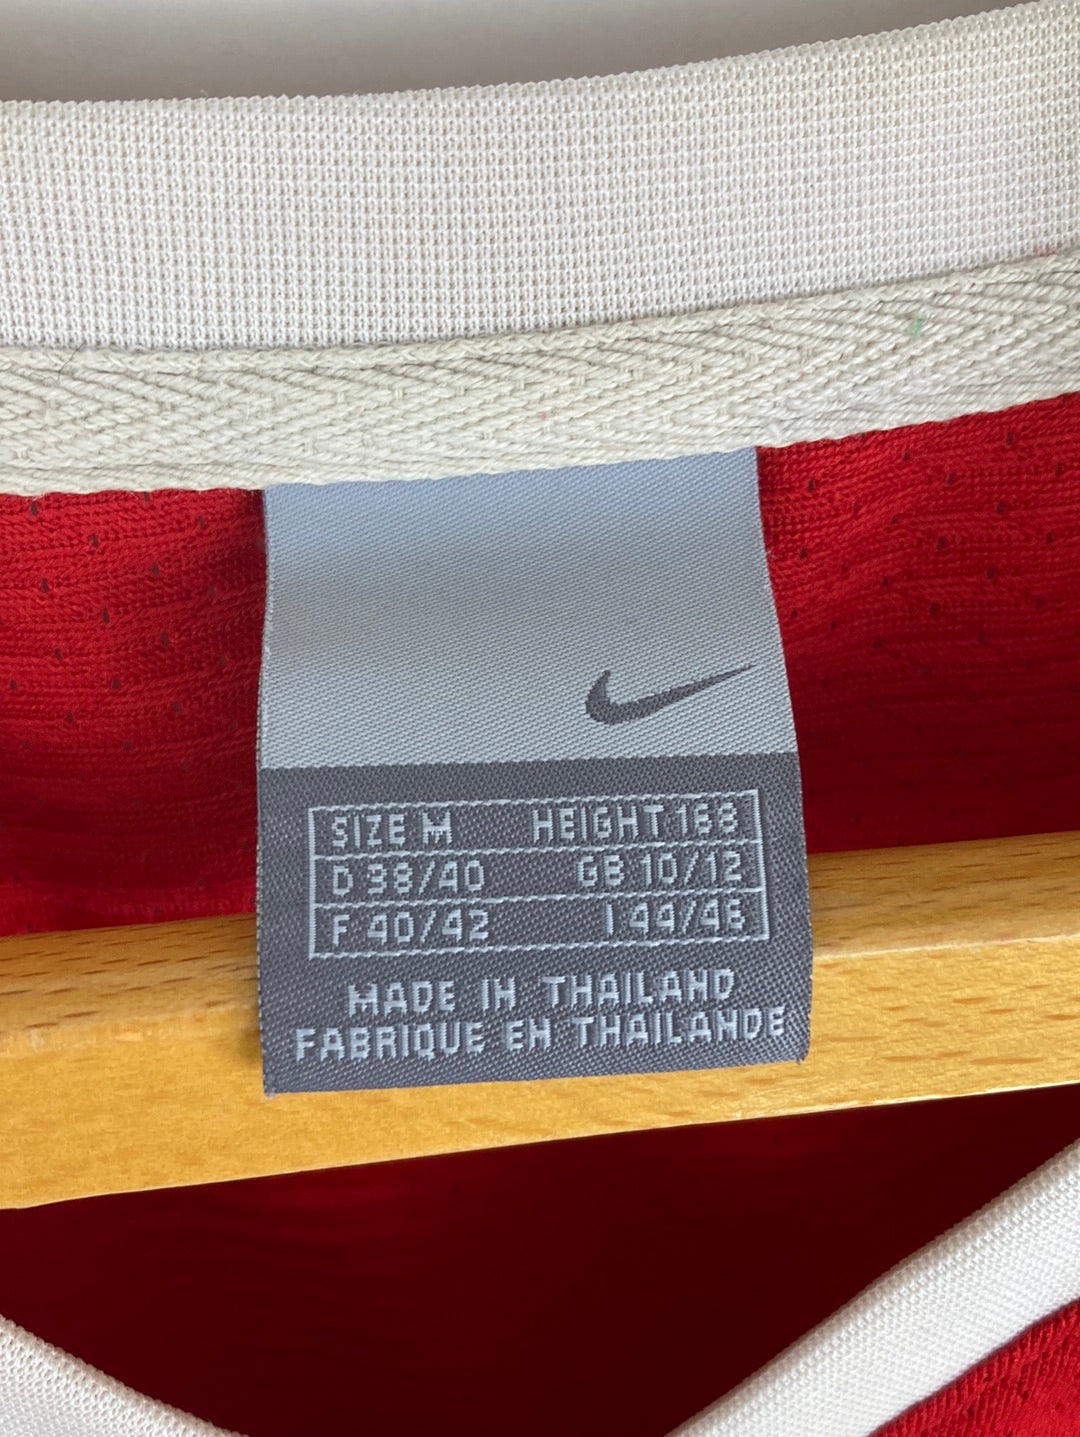 SIZE M HEIGHT 168
D 38/40 GB 10/12
F 40/42 I 44/46
MADE IN THAILAND
FABRIQUE EN THAILANDE